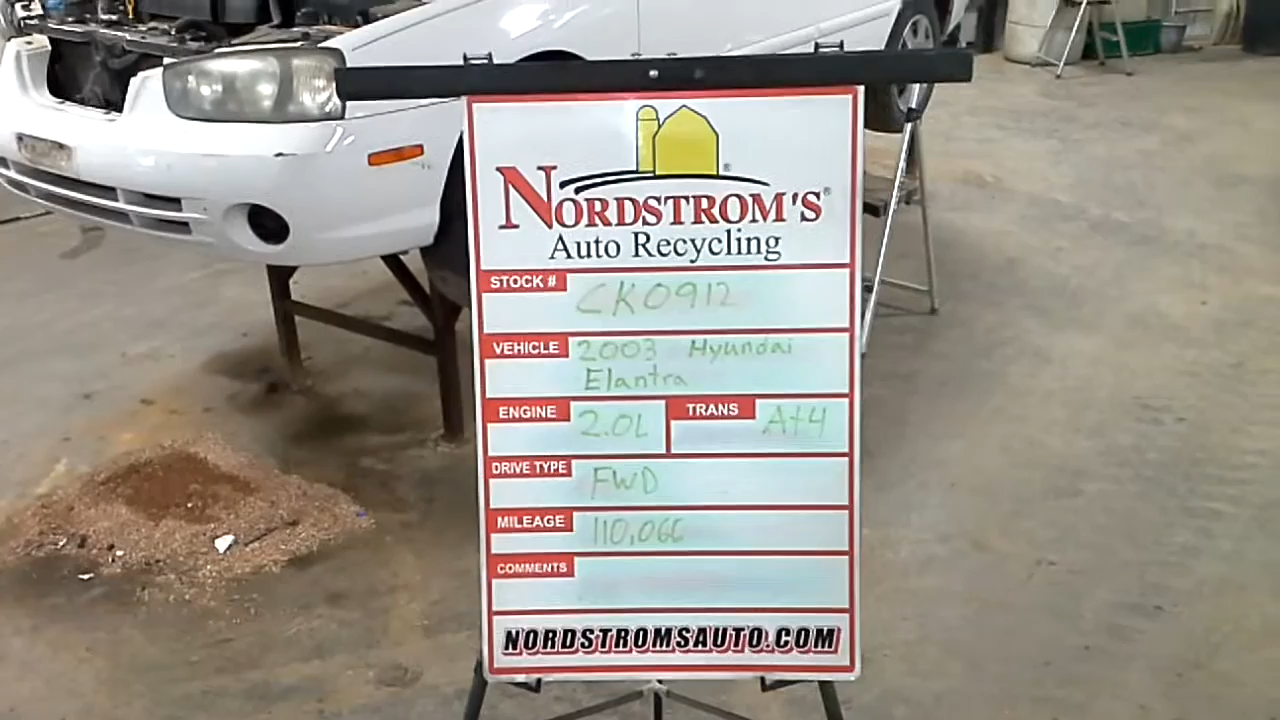 NORDSTROM'S®
Auto Recycling
STOCK # CK0912
VEHICLE 2003 Hyundai
Elantra
ENGINE 2.0L TRANS At4
DRIVE TYPE FWD
MILEAGE 110,066
COMMENTS
NORDSTROMSAUTO.COM